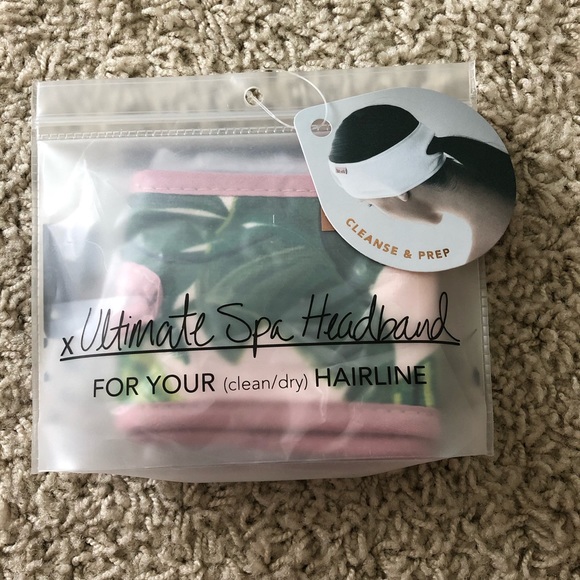 CLEANSE & PREP
x Ultimate Spa Headband
FOR YOUR (clean/dry) HAIRLINE